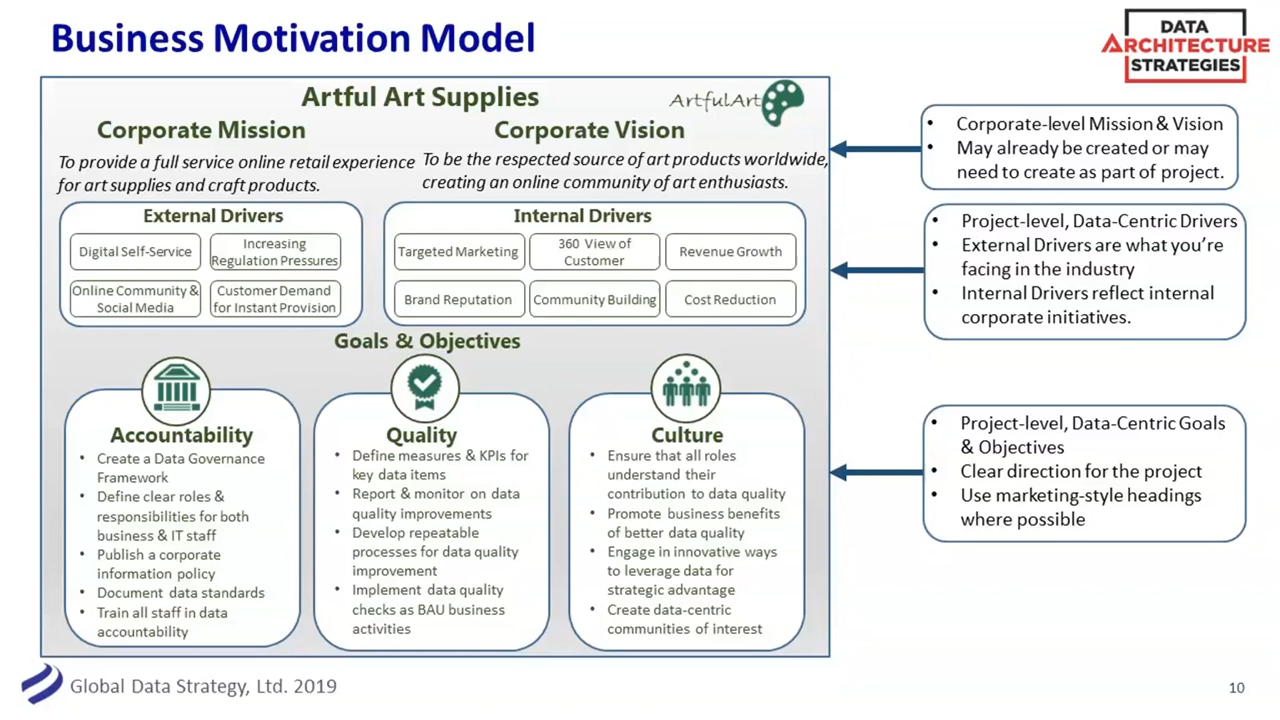 Business Motivation Model
DATA
ARCHITECTURE
STRATEGIES
Artful Art Supplies
ArtfulArt
Corporate Mission
To provide a full service online retail experience
for art supplies and craft products.
Corporate Vision
To be the respected source of art products worldwide,
creating an online community of art enthusiasts.
External Drivers
Digital Self-Service
Increasing
Regulation Pressures
Online Community &
Social Media
Customer Demand
for Instant Provision
Internal Drivers
Targeted Marketing
360 View of
Customer
Revenue Growth
Brand Reputation
Community Building
Cost Reduction
Goals & Objectives
Accountability
• Create a Data Governance
Framework
• Define clear roles &
responsibilities for both
business & IT staff
• Publish a corporate
information policy
• Document data standards
• Train all staff in data
accountability
Quality
• Define measures & KPIs for
key data items
• Report & monitor on data
quality improvements
• Develop repeatable
processes for data quality
improvement
• Implement data quality
checks as BAU business
activities
Culture
• Ensure that all roles
understand their
contribution to data quality
• Promote business benefits
of better data quality
• Engage in innovative ways
to leverage data for
strategic advantage
• Create data-centric
communities of interest
• Corporate-level Mission & Vision
• May already be created or may
need to create as part of project.
• Project-level, Data-Centric Drivers
• External Drivers are what you're
facing in the industry
• Internal Drivers reflect internal
corporate initiatives.
• Project-level, Data-Centric Goals
& Objectives
• Clear direction for the project
• Use marketing-style headings
where possible
Global Data Strategy, Ltd. 2019
10